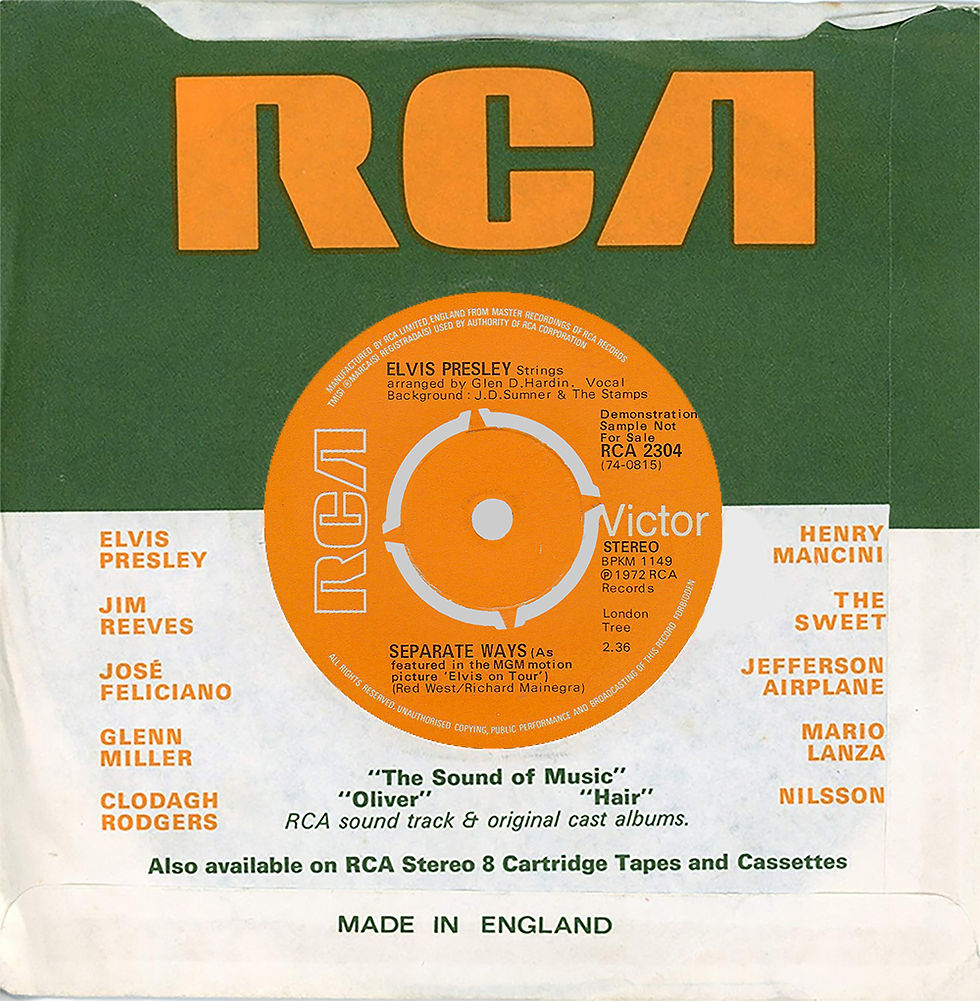 RCA
MANUFACTURED BY RCA LIMITED, ENGLAND FROM MASTER RECORDINGS OF RCA RECORDS
TM(S) ® MARCA(S) REGISTRADA(S) USED BY AUTHORITY OF RCA CORPORATION
ELVIS PRESLEY Strings
arranged by Glen D.Hardin. Vocal
Background : J.D.Sumner & The Stamps
Demonstration
Sample Not
For Sale
RCA 2304
(74-0815)
RCA
Victor
STEREO
BPKM 1149
℗ 1972 RCA
Records
London
Tree
2.36
SEPARATE WAYS (As
featured in the MGM motion
picture 'Elvis on Tour')
(Red West/Richard Mainegra)
ALL RIGHTS RESERVED. UNAUTHORISED COPYING, PUBLIC PERFORMANCE AND BROADCASTING OF THIS RECORD FORBIDDEN
ELVIS
PRESLEY
JIM
REEVES
JOSÉ
FELICIANO
GLENN
MILLER
CLODAGH
RODGERS
HENRY
MANCINI
THE
SWEET
JEFFERSON
AIRPLANE
MARIO
LANZA
NILSSON
"The Sound of Music"
"Oliver" "Hair"
RCA sound track & original cast albums.
Also available on RCA Stereo 8 Cartridge Tapes and Cassettes
MADE IN ENGLAND